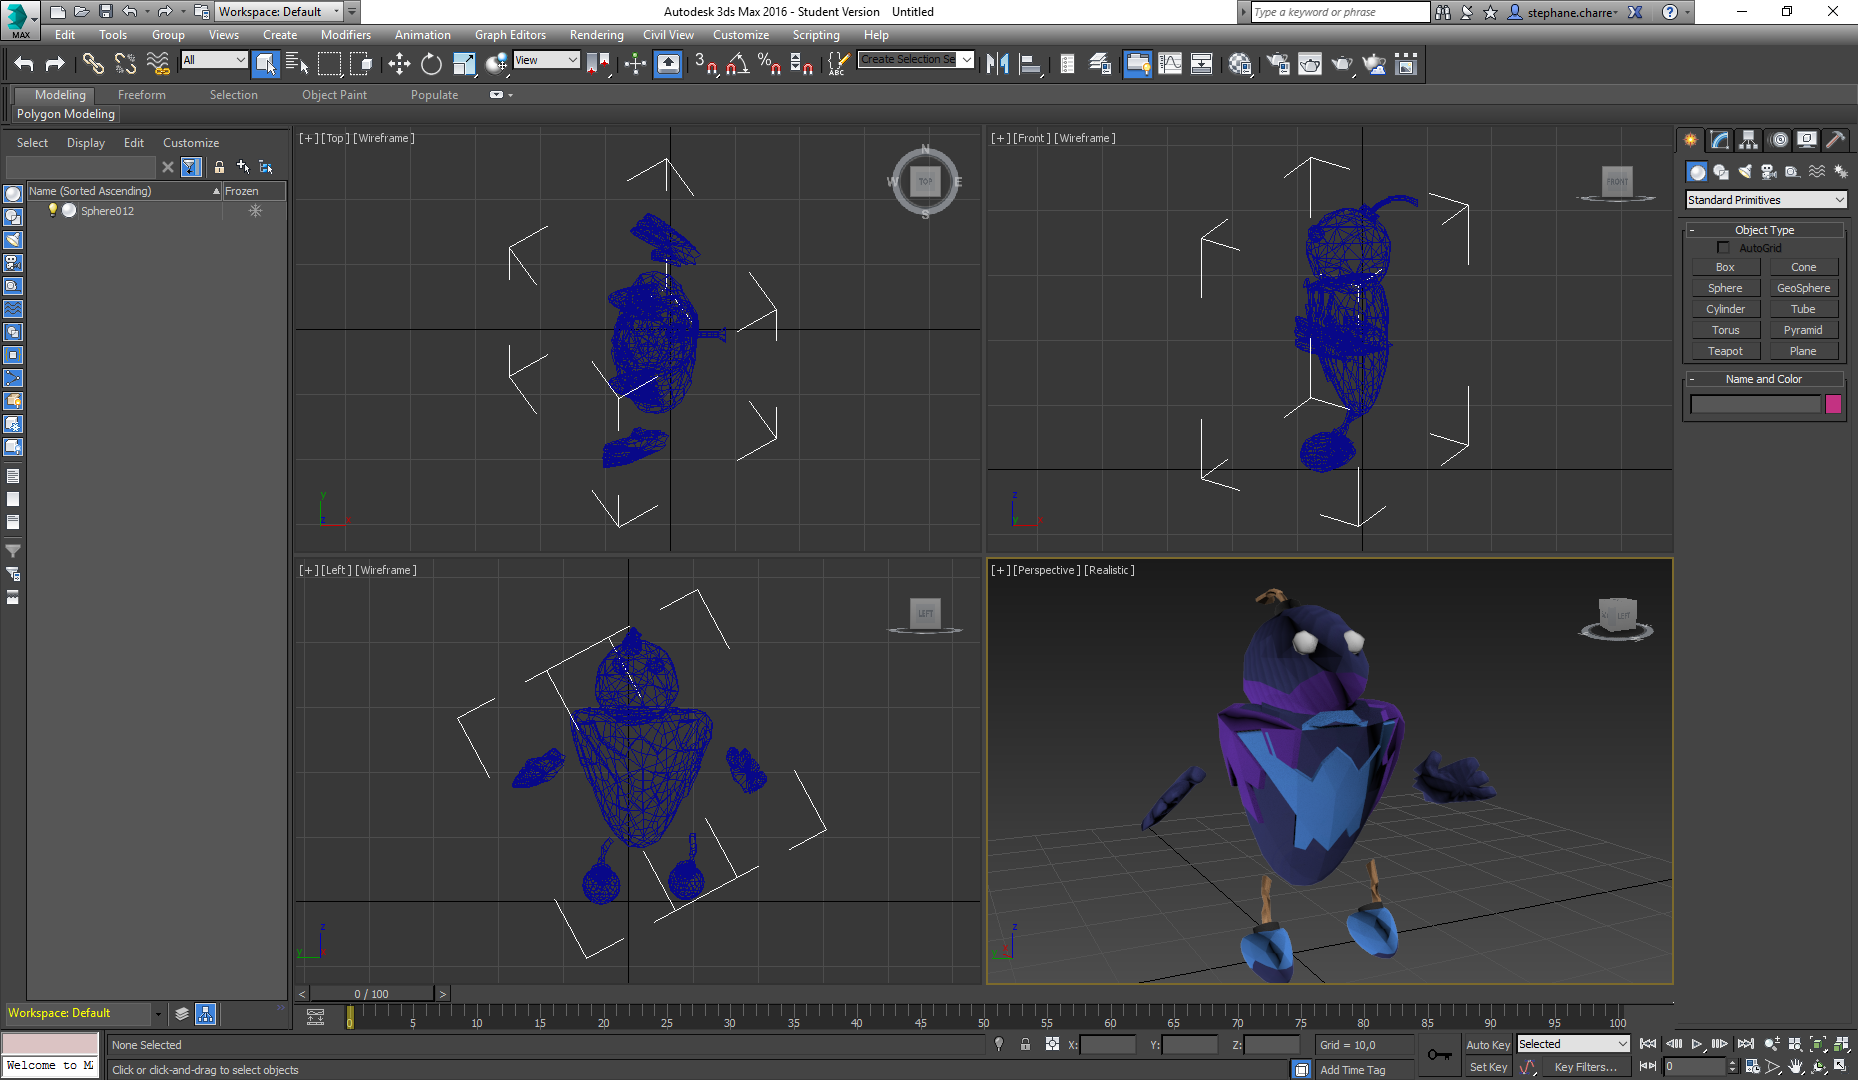 Workspace: Default
Autodesk 3ds Max 2016 - Student Version Untitled
Type a keyword or phrase
stephane.charre
MAX
Edit Tools Group Views Create Modifiers Animation Graph Editors Rendering Civil View Customize Scripting Help
All
View
3
ABC
Create Selection Se
Modeling Freeform Selection Object Paint Populate
Polygon Modeling
Select Display Edit Customize
Name (Sorted Ascending) Frozen
Sphere012
[+] [Top] [Wireframe]
N
W TOP E
S
y
z x
[+] [Front] [Wireframe]
FRONT
z
y x
[+] [Left] [Wireframe]
LEFT
z
y
[+] [Perspective] [Realistic]
LEFT
z
y x
Standard Primitives
- Object Type
AutoGrid
Box Cone
Sphere GeoSphere
Cylinder Tube
Torus Pyramid
Teapot Plane
- Name and Color
< 0 / 100 >
Workspace: Default
0 5 10 15 20 25 30 35 40 45 50 55 60 65 70 75 80 85 90 95 100
Welcome to M
None Selected
X: Y: Z:
Grid = 10,0
Auto Key Selected
Click or click-and-drag to select objects
Add Time Tag
Set Key Key Filters...
0